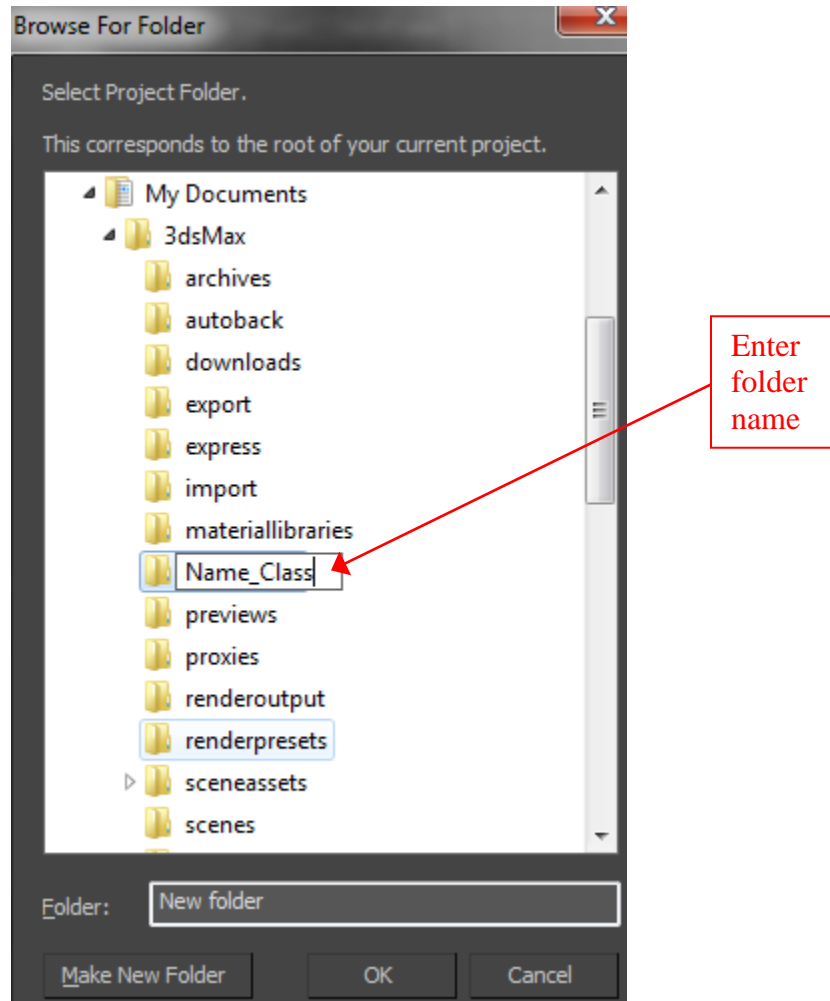 Browse For Folder
Select Project Folder.
This corresponds to the root of your current project.
My Documents
3dsMax
archives
autoback
downloads
export
express
import
materiallibraries
Name_Class
previews
proxies
renderoutput
renderpresets
sceneassets
scenes
Folder: New folder
Make New Folder OK Cancel
Enter
folder
name